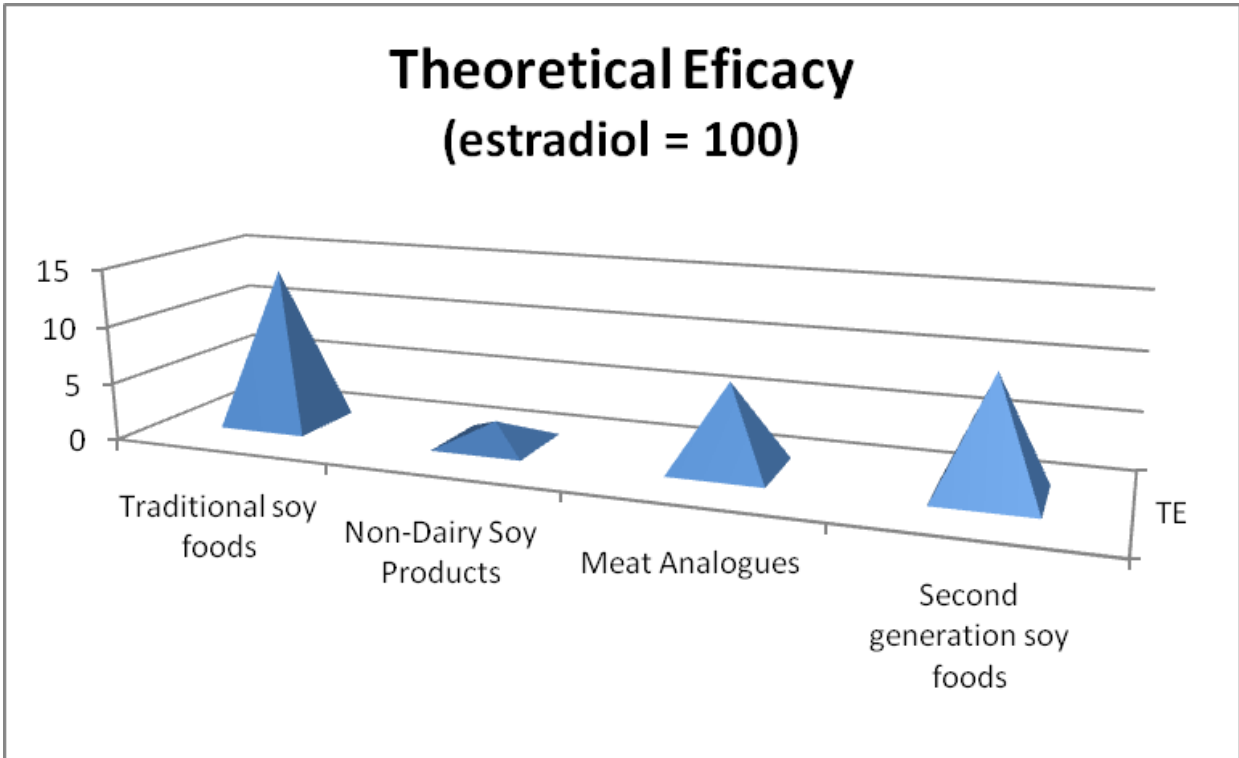 Theoretical Eficacy
(estradiol = 100)
15
10
5
0
Traditional soy
foods
Non-Dairy Soy
Products
Meat Analogues
Second
generation soy
foods
TE